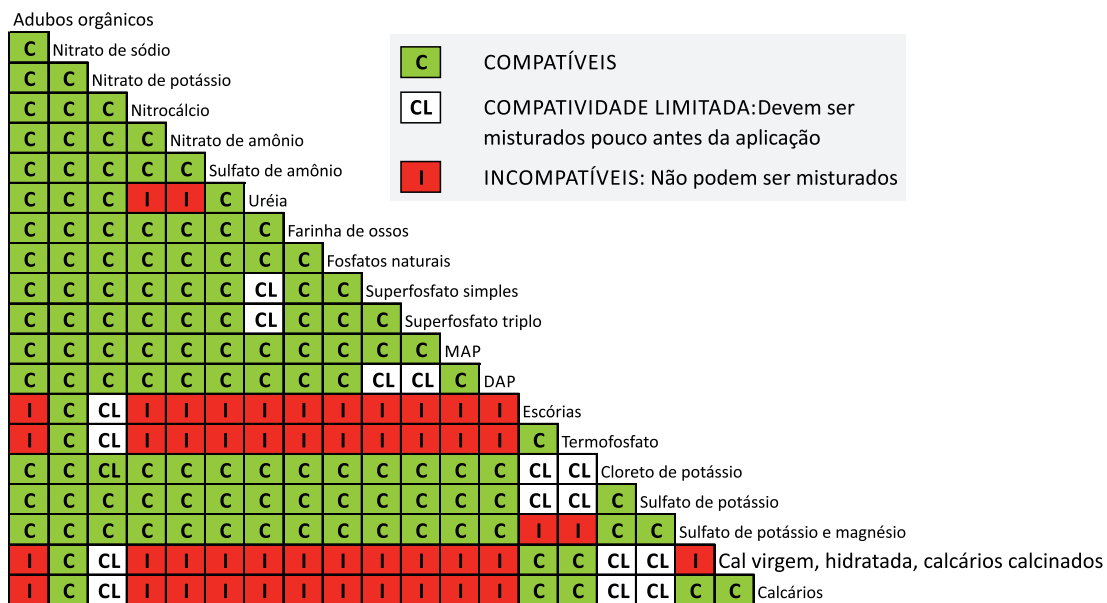 Adubos orgânicos
C Nitrato de sódio
C C Nitrato de potássio
C C C Nitrocálcio
C C C C Nitrato de amônio
C C C C C Sulfato de amônio
C C C I I C Uréia
C C C C C C C Farinha de ossos
C C C C C C C C Fosfatos naturais
C C C C C C CL C C Superfosfato simples
C C C C C C CL C C C Superfosfato triplo
C C C C C C C C C C C MAP
C C C C C C C C C CL CL C DAP
I C CL I I I I I I I I I I Escórias
I C CL I I I I I I I I I I C Termofosfato
C C CL C C C C C C C C C C CL CL Cloreto de potássio
C C C C C C C C C C C C C CL CL C Sulfato de potássio
C C C C C C C C C C C C C I I C C Sulfato de potássio e magnésio
I C CL I I I I I I I I I I C C CL CL I Cal virgem, hidratada, calcários calcinados
I C CL I I I I I I I I I I C C CL CL C C Calcários
C COMPATÍVEIS
CL COMPATIVIDADE LIMITADA:Devem ser
misturados pouco antes da aplicação
I INCOMPATÍVEIS: Não podem ser misturados